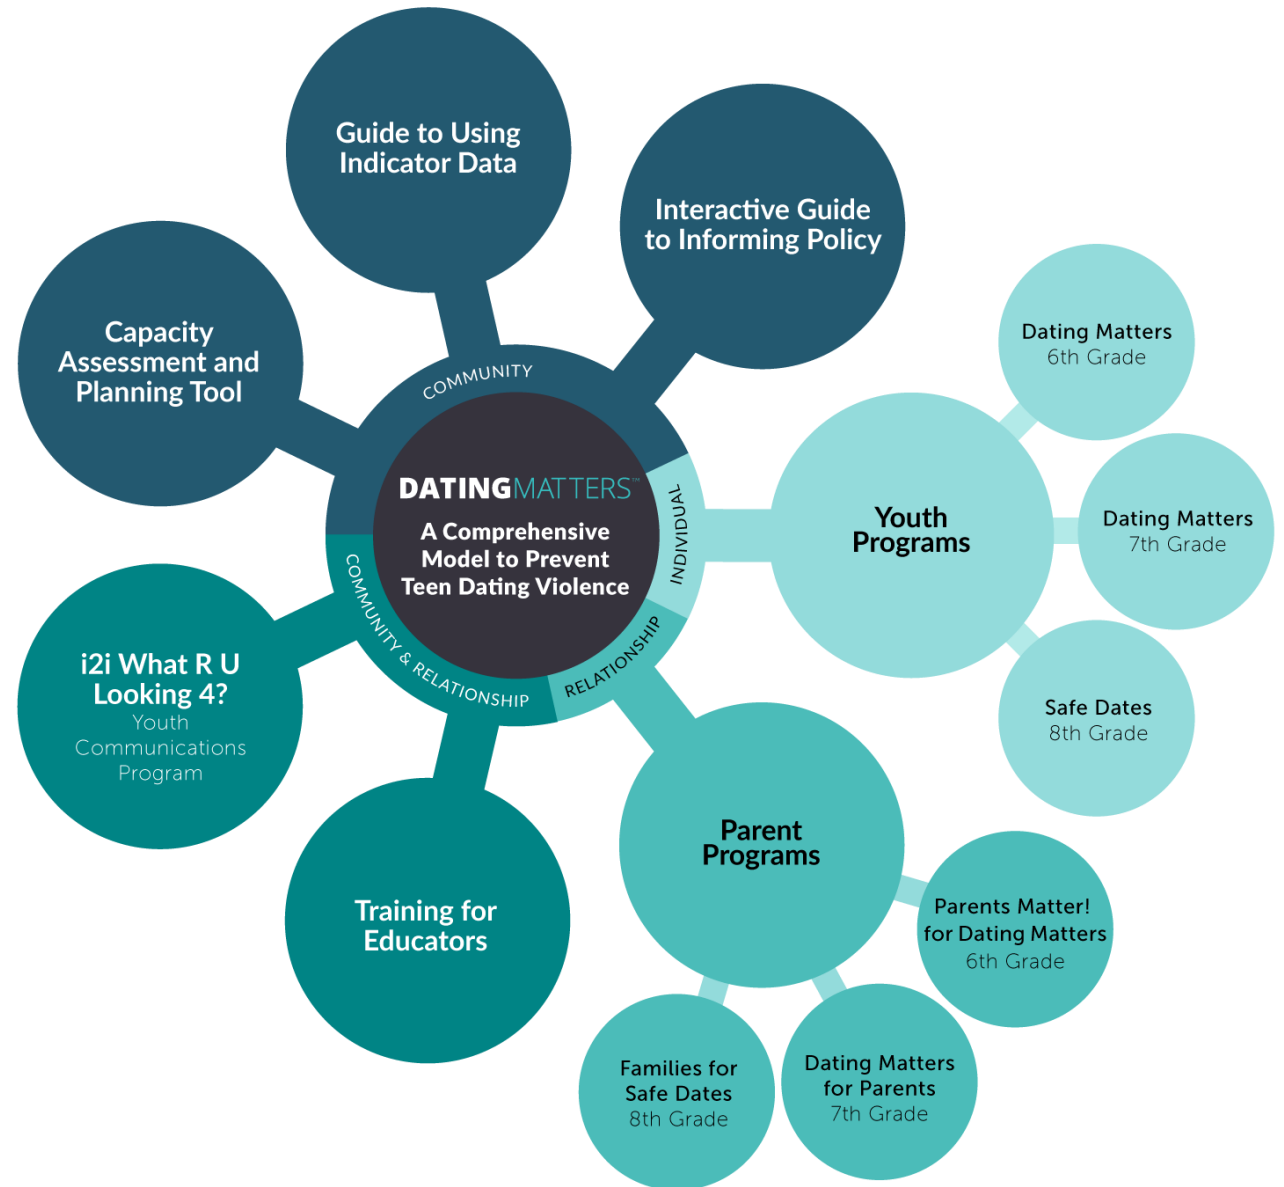 Guide to Using
Indicator Data
Interactive Guide
to Informing Policy
Capacity
Assessment and
Planning Tool
COMMUNITY
DATINGMATTERS™
A Comprehensive
Model to Prevent
Teen Dating Violence
INDIVIDUAL
RELATIONSHIP
COMMUNITY & RELATIONSHIP
Youth
Programs
Dating Matters
6th Grade
Dating Matters
7th Grade
Safe Dates
8th Grade
i2i What R U
Looking 4?
Youth
Communications
Program
Training for
Educators
Parent
Programs
Parents Matter!
for Dating Matters
6th Grade
Dating Matters
for Parents
7th Grade
Families for
Safe Dates
8th Grade